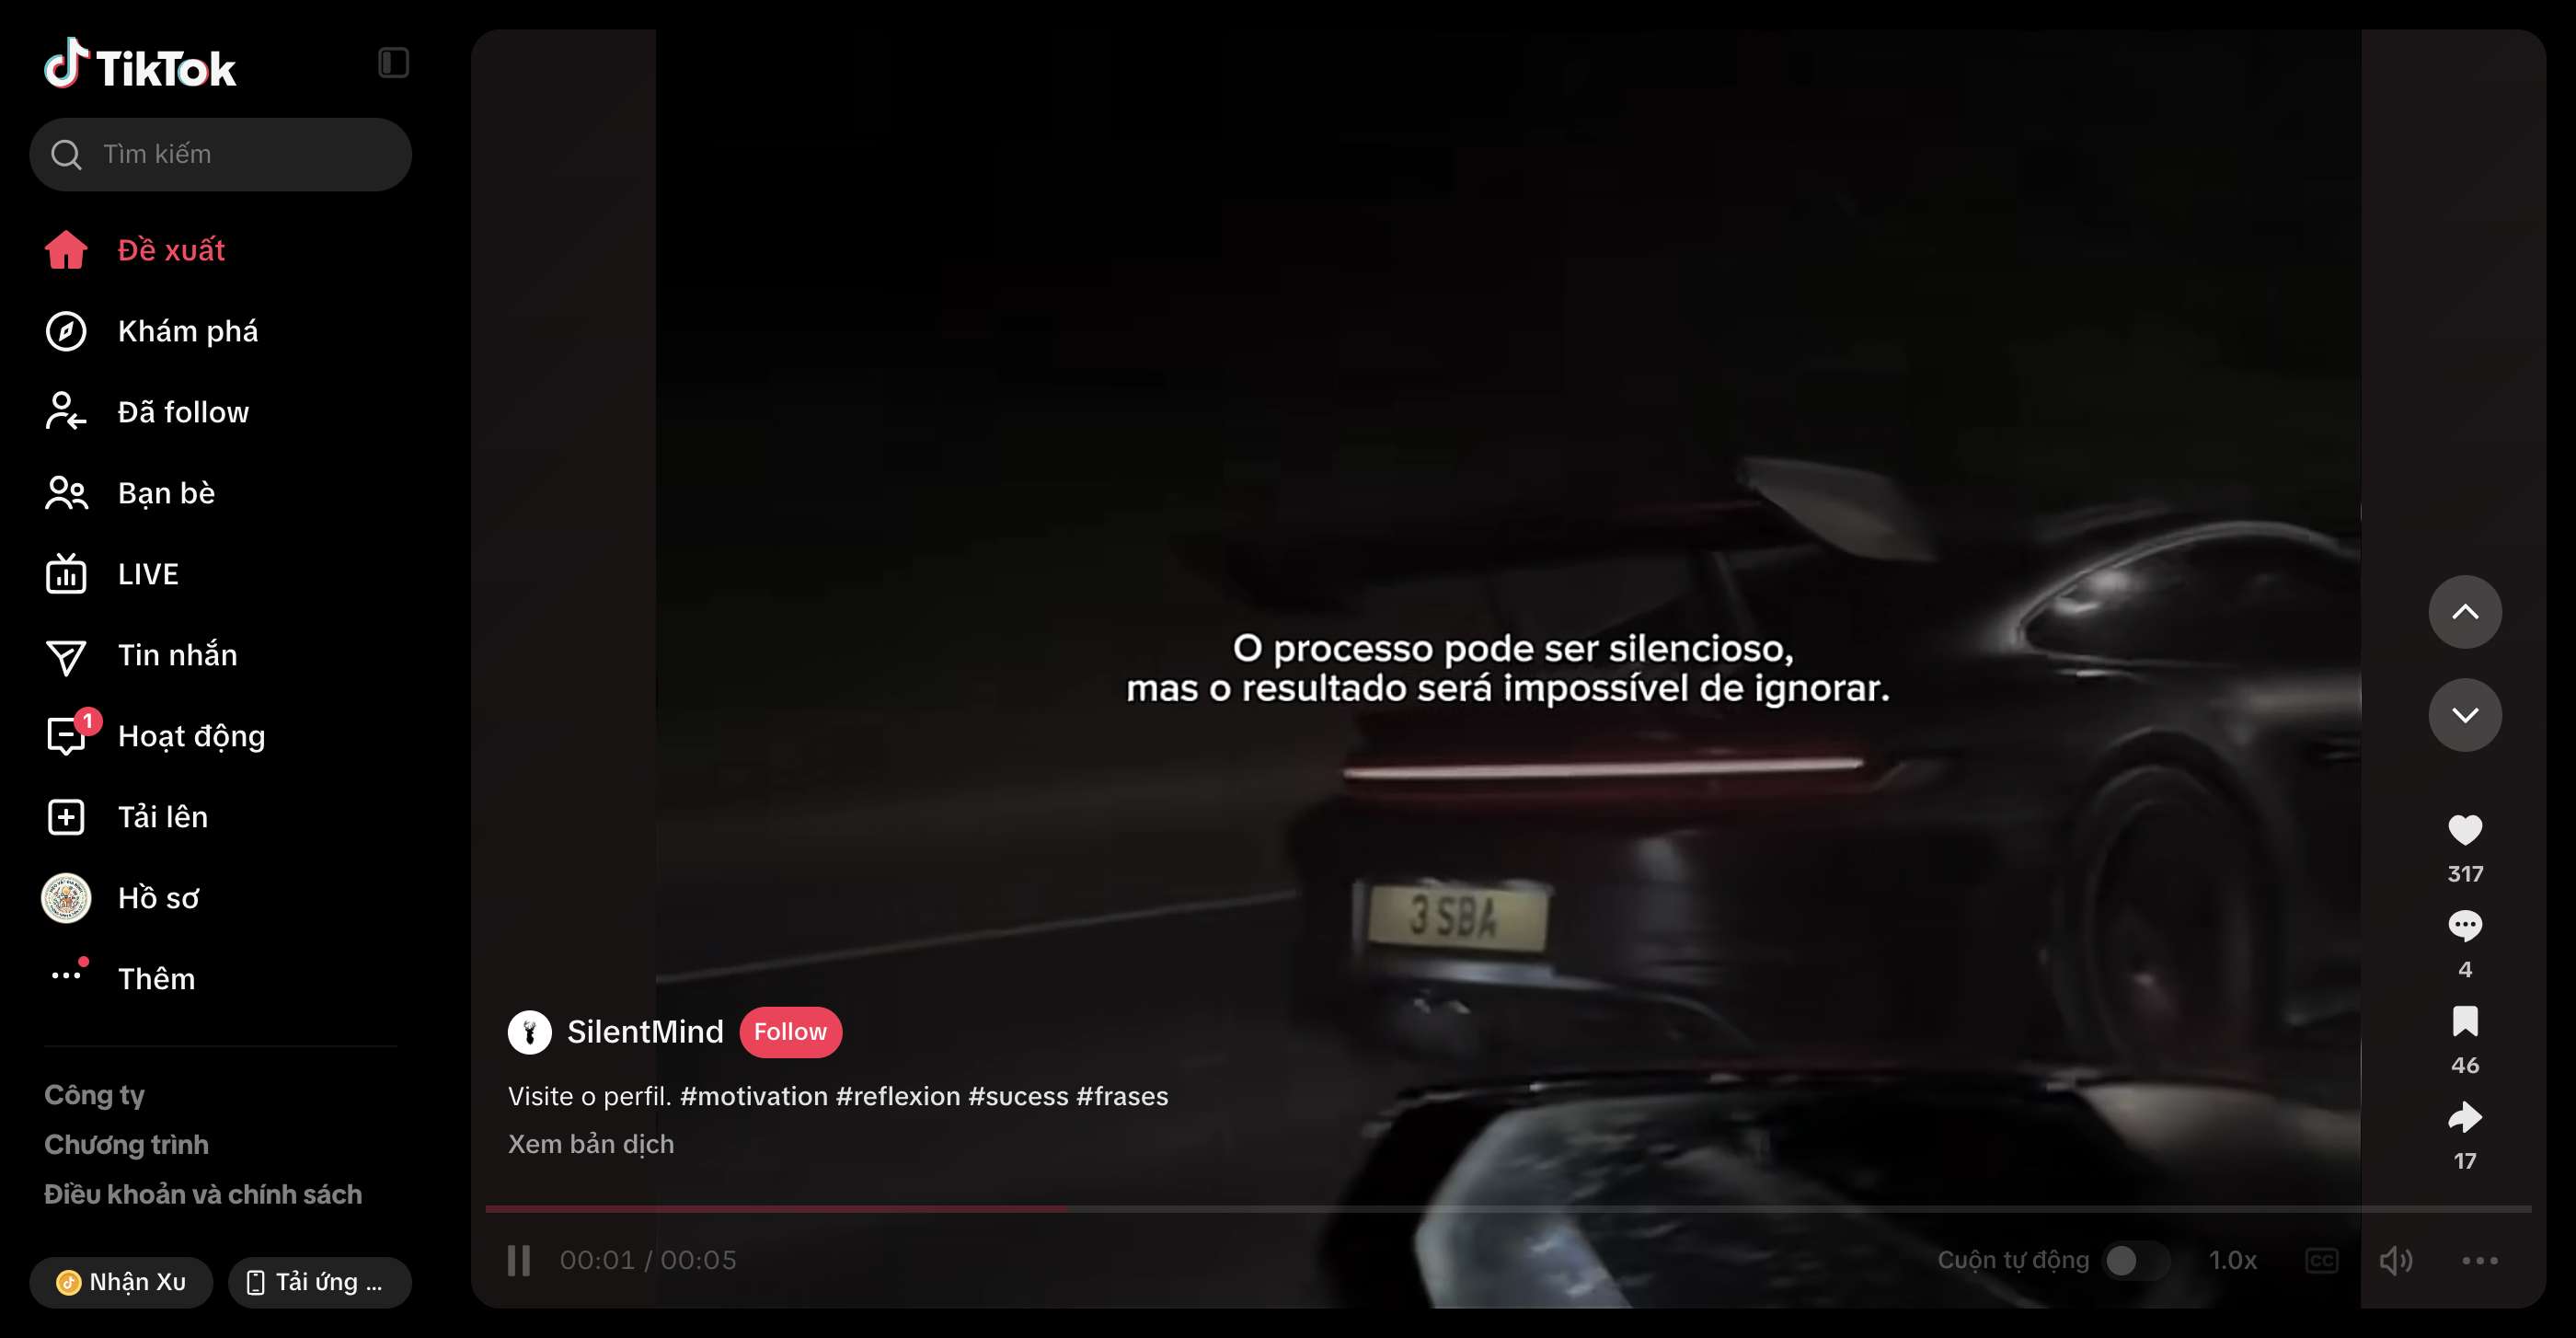 TikTok
Tìm kiếm
Đề xuất
Khám phá
Đã follow
Bạn bè
LIVE
Tin nhắn
1
Hoạt động
Tải lên
Hồ sơ
Thêm
Công ty
Chương trình
Điều khoản và chính sách
Nhận Xu
Tải ứng ...
O processo pode ser silencioso,
mas o resultado será impossível de ignorar.
3 SBA
SilentMind
Follow
Visite o perfil. #motivation #reflexion #sucess #frases
Xem bản dịch
00:01 / 00:05
Cuộn tự động
1.0x
CC
317
4
46
17